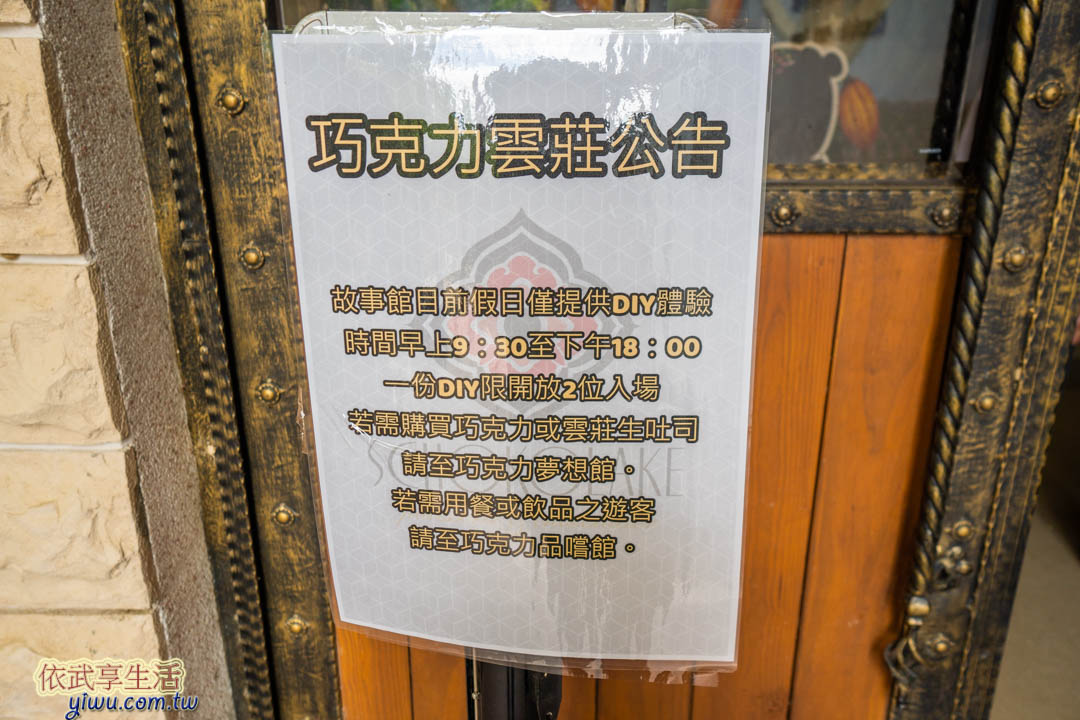 巧克力雲莊公告
故事館目前假日僅提供DIY體驗
時間早上9：30至下午18：00
一份DIY限開放2位入場
若需購買巧克力或雲莊生吐司
請至巧克力夢想館。
若需用餐或飲品之遊客
請至巧克力品嚐館。
SCHOKOLAKE
依武享生活
yiwu.com.tw